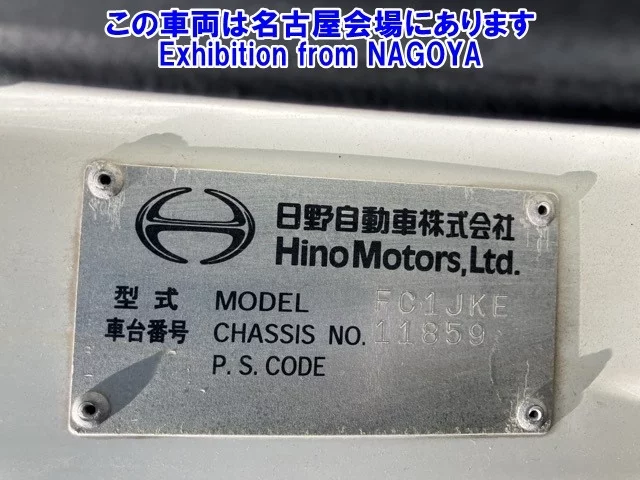 この車両は名古屋会場にあります
Exhibition from NAGOYA
日野自動車株式会社
Hino Motors, Ltd.
型式 MODEL FC1JKE
車台番号 CHASSIS NO. 11859
P.S. CODE